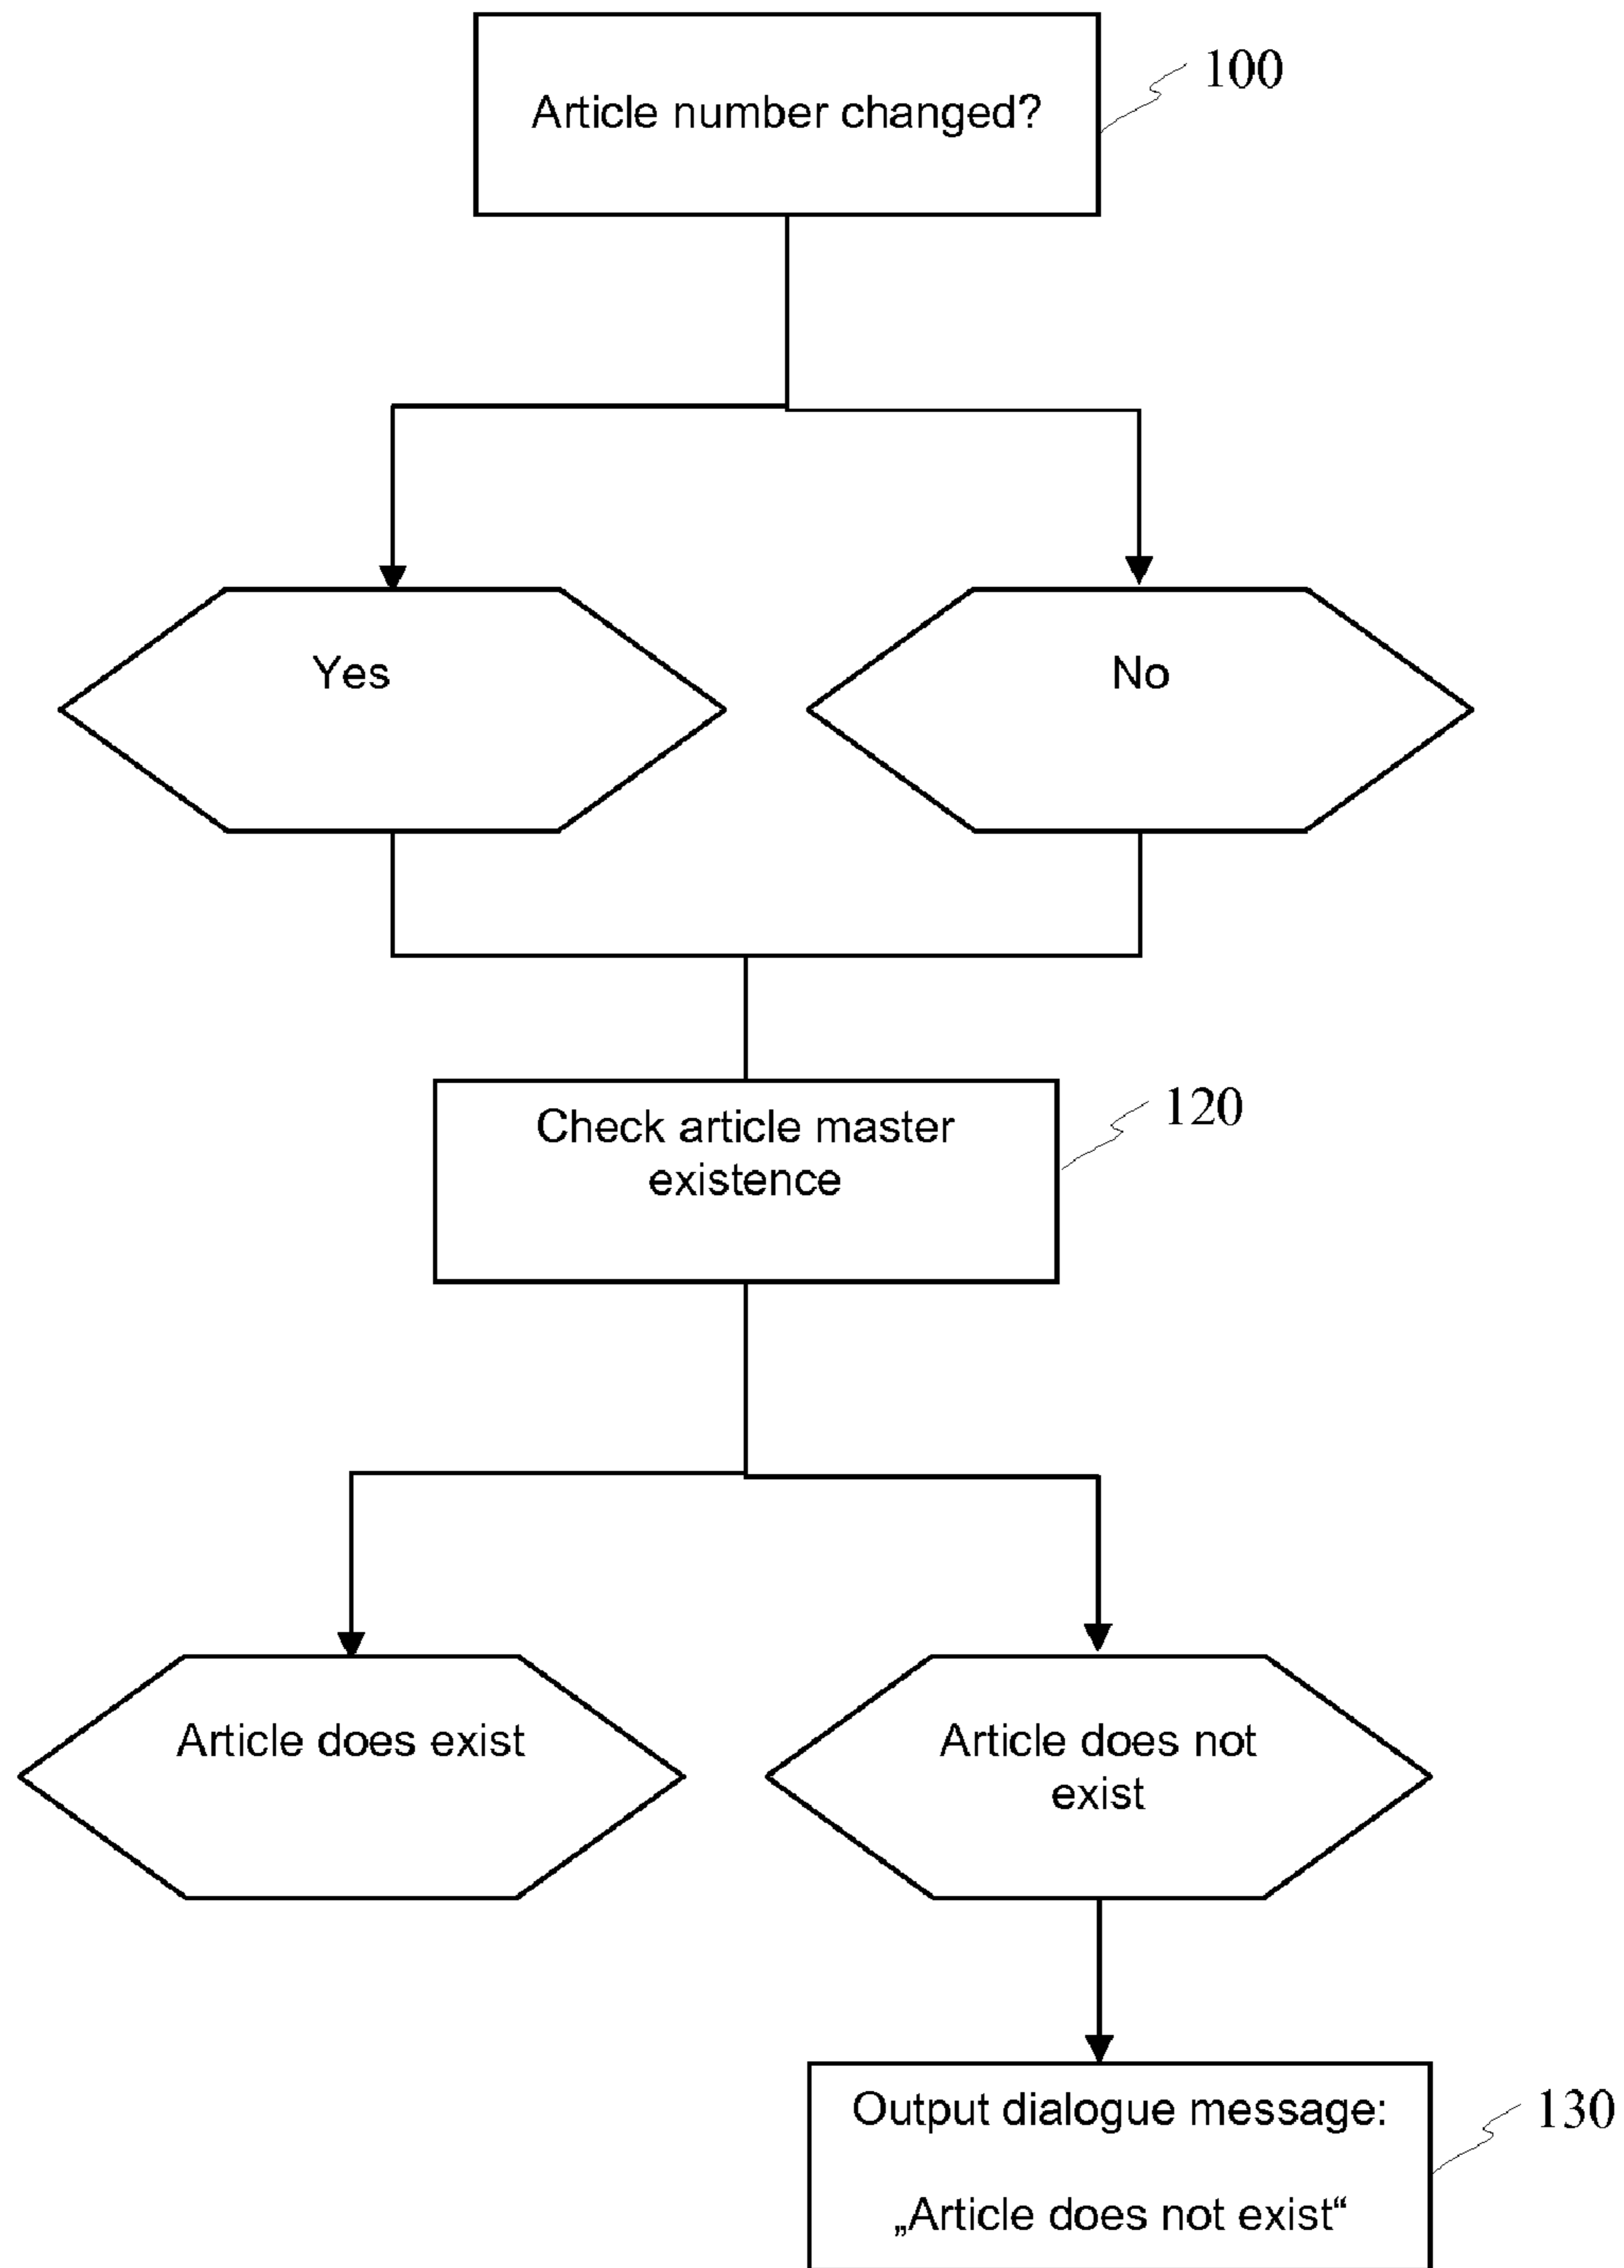 Article number changed?
100
Yes
No
Check article master
existence
120
Article does exist
Article does not
exist
Output dialogue message:
130
„Article does not exist“